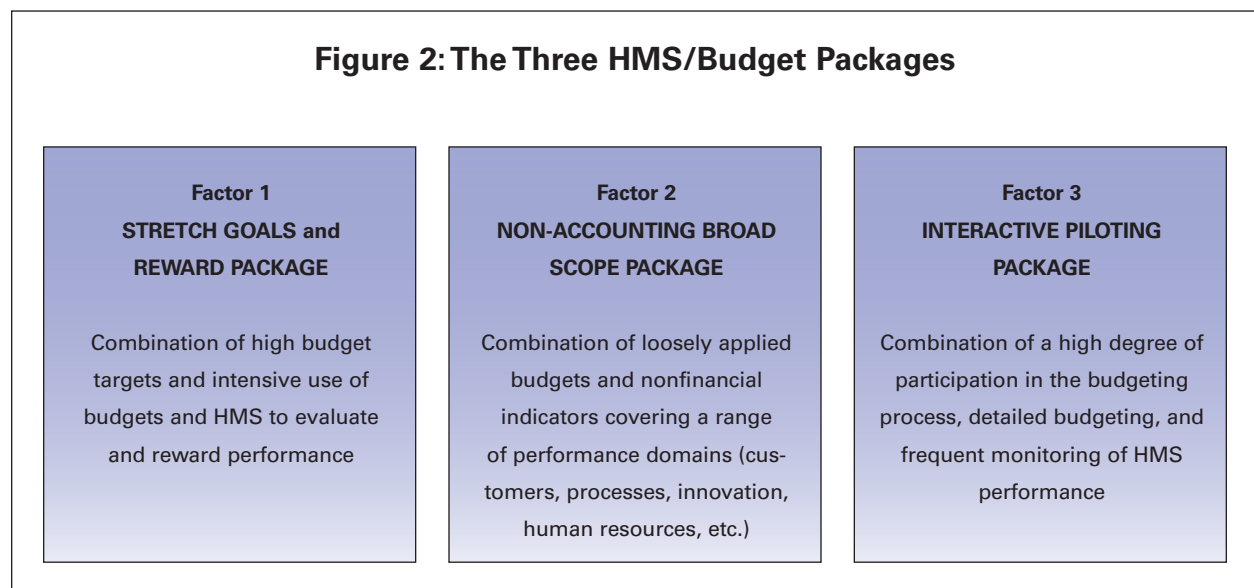 Figure 2: The Three HMS/Budget Packages
Factor 1
STRETCH GOALS and
REWARD PACKAGE
Combination of high budget
targets and intensive use of
budgets and HMS to evaluate
and reward performance
Factor 2
NON-ACCOUNTING BROAD
SCOPE PACKAGE
Combination of loosely applied
budgets and nonfinancial
indicators covering a range
of performance domains (cus-
tomers, processes, innovation,
human resources, etc.)
Factor 3
INTERACTIVE PILOTING
PACKAGE
Combination of a high degree of
participation in the budgeting
process, detailed budgeting, and
frequent monitoring of HMS
performance